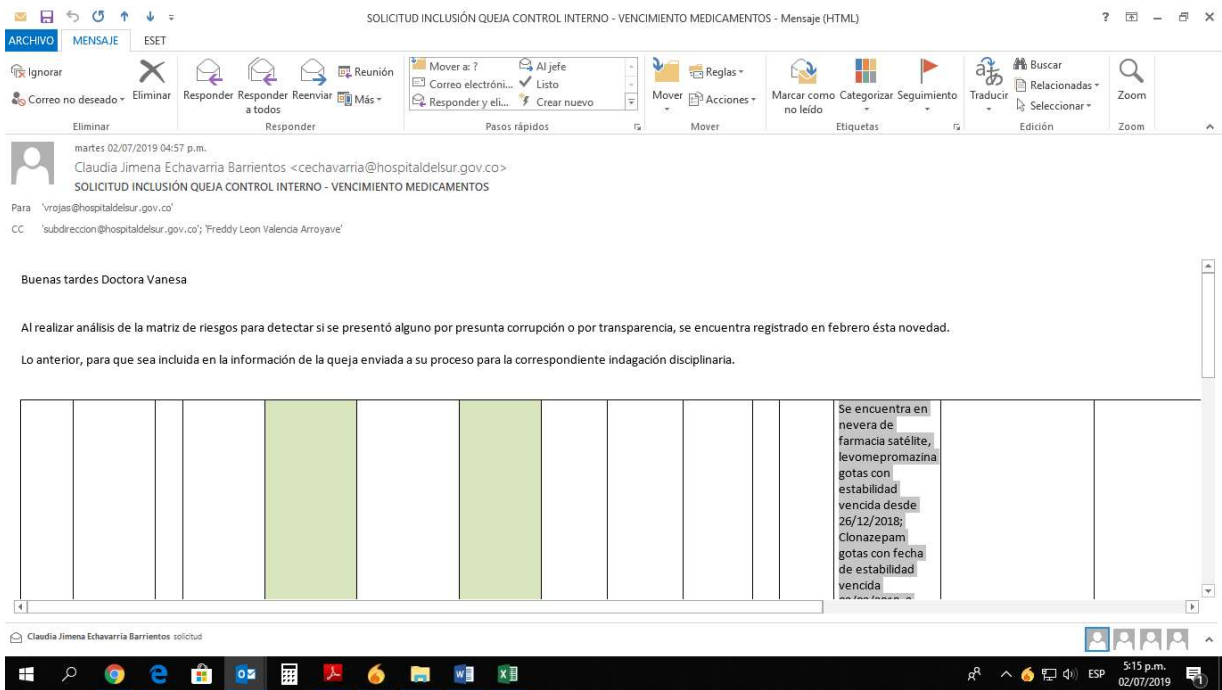 SOLICITUD INCLUSIÓN QUEJA CONTROL INTERNO - VENCIMIENTO MEDICAMENTOS - Mensaje (HTML)
ARCHIVO MENSAJE ESET
Ignorar
Correo no deseado
Eliminar
Responder
Responder a todos
Reenviar
Reunión
Más
Mover a: ?
Correo electróni...
Responder y eli...
Al jefe
Listo
Crear nuevo
Mover
Reglas
Acciones
Marcar como no leído
Categorizar
Seguimiento
Traducir
Buscar
Relacionadas
Seleccionar
Zoom
Eliminar Responder Pasos rápidos Mover Etiquetas Edición Zoom
martes 02/07/2019 04:57 p.m.
Claudia Jimena Echavarria Barrientos <cechavarria@hospitaldelsur.gov.co>
SOLICITUD INCLUSIÓN QUEJA CONTROL INTERNO - VENCIMIENTO MEDICAMENTOS
Para 'vrojas@hospitaldelsur.gov.co'
CC 'subdireccion@hospitaldelsur.gov.co'; 'Freddy Leon Valencia Arroyave'
Buenas tardes Doctora Vanesa
Al realizar análisis de la matriz de riesgos para detectar si se presentó alguno por presunta corrupción o por transparencia, se encuentra registrado en febrero ésta novedad.
Lo anterior, para que sea incluida en la información de la queja enviada a su proceso para la correspondiente indagación disciplinaria.
Se encuentra en
nevera de
farmacia satélite,
levomepromazina
gotas con
estabilidad
vencida desde
26/12/2018;
Clonazepam
gotas con fecha
de estabilidad
vencida
Claudia Jimena Echavarria Barrientos solicitud
ESP
5:15 p.m.
02/07/2019